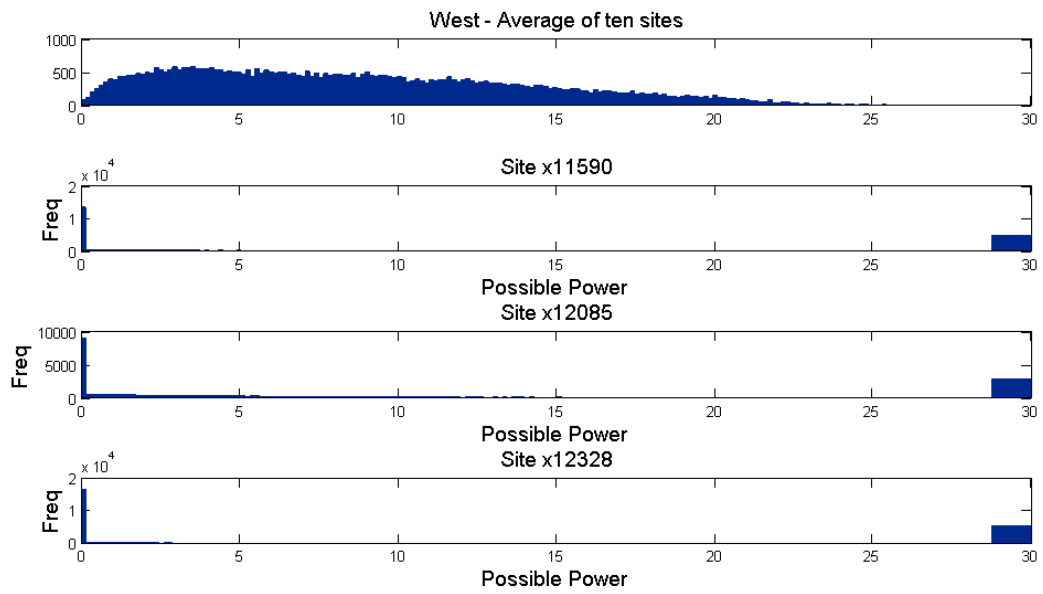 West - Average of ten sites
1000
500
0
0 5 10 15 20 25 30
x 10^4
Site x11590
2
1
0
Freq
0 5 10 15 20 25 30
Possible Power
Site x12085
10000
5000
0
Freq
0 5 10 15 20 25 30
Possible Power
x 10^4
Site x12328
2
1
0
Freq
0 5 10 15 20 25 30
Possible Power